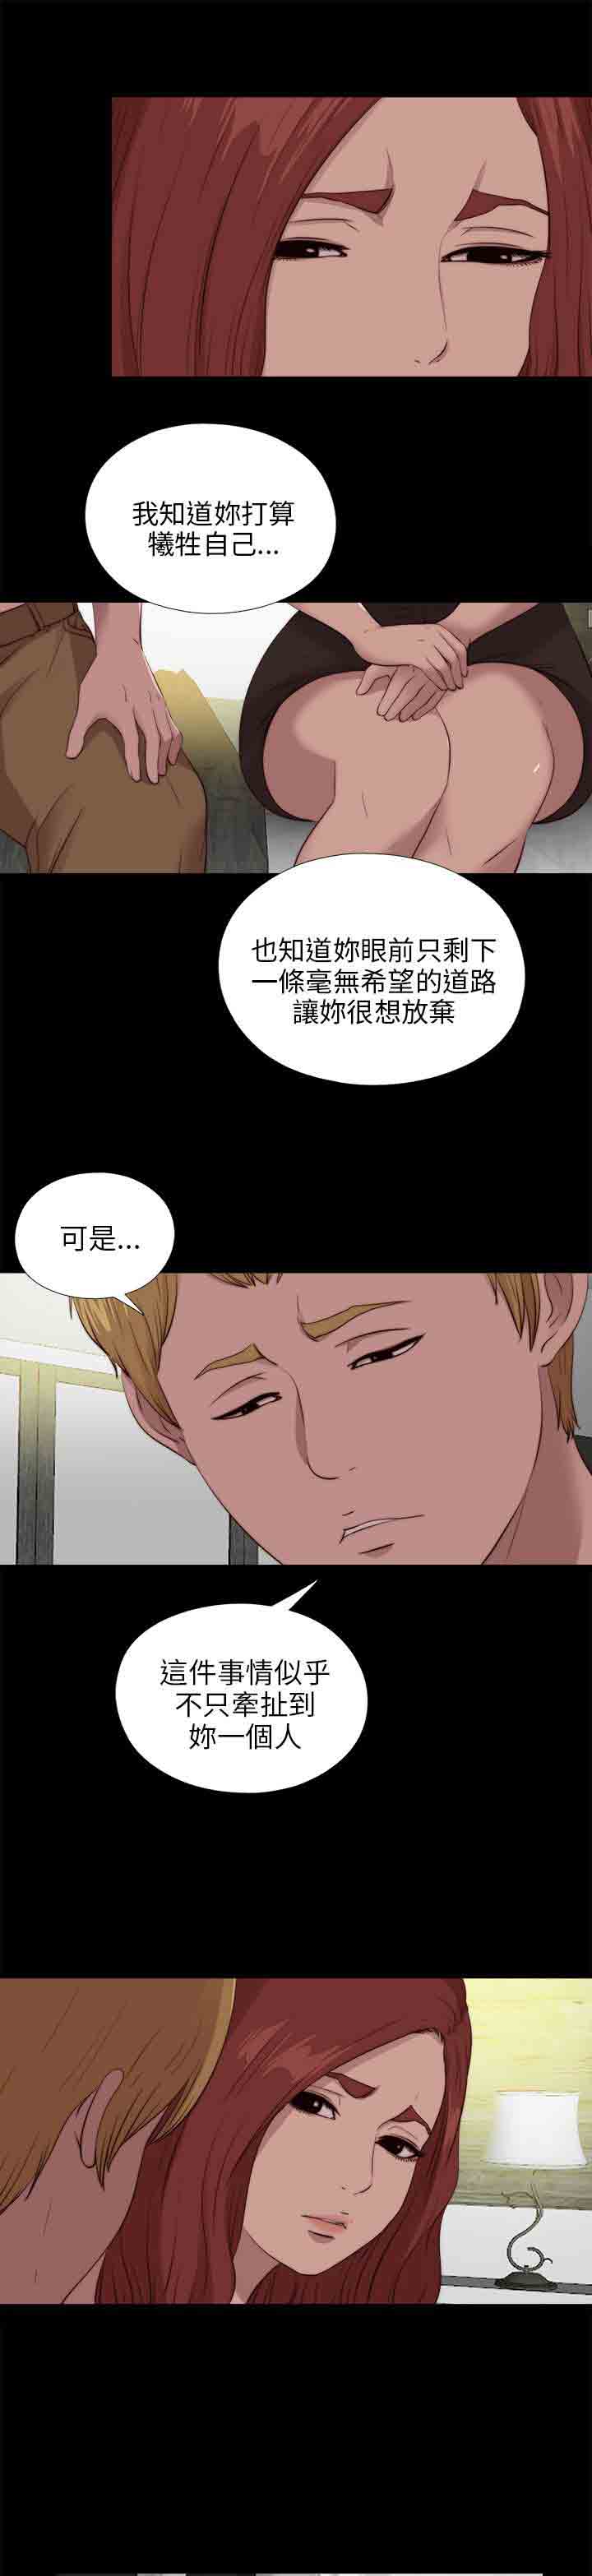 我知道妳打算
犧牲自己...
也知道妳眼前只剩下
一條毫無希望的道路
讓妳很想放棄
可是...
這件事情似乎
不只牽扯到
妳一個人